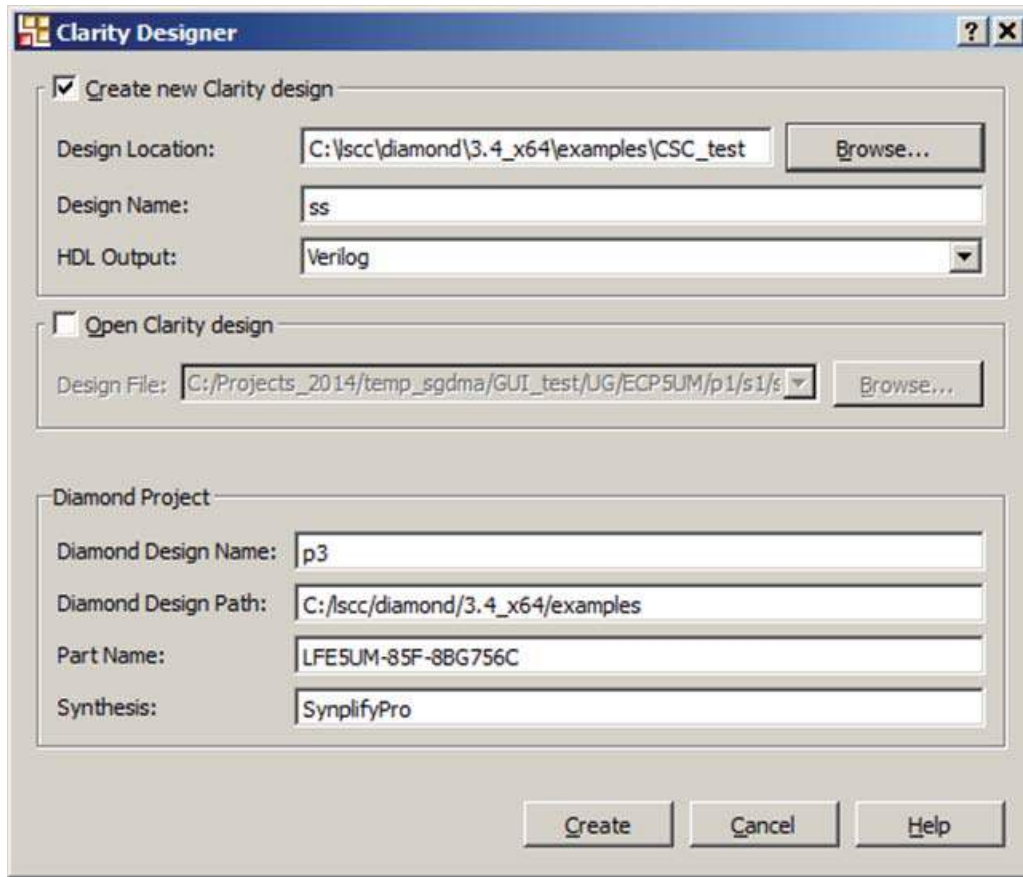 Clarity Designer
Create new Clarity design
Design Location: C:\lscc\diamond\3.4_x64\examples\CSC_test Browse...
Design Name: ss
HDL Output: Verilog
Open Clarity design
Design File: C:/Projects_2014/temp_sgdma/GUI_test/UG/ECP5UM/p1/s1/s Browse...
Diamond Project
Diamond Design Name: p3
Diamond Design Path: C:/lscc/diamond/3.4_x64/examples
Part Name: LFE5UM-85F-8BG756C
Synthesis: SynplifyPro
Create Cancel Help